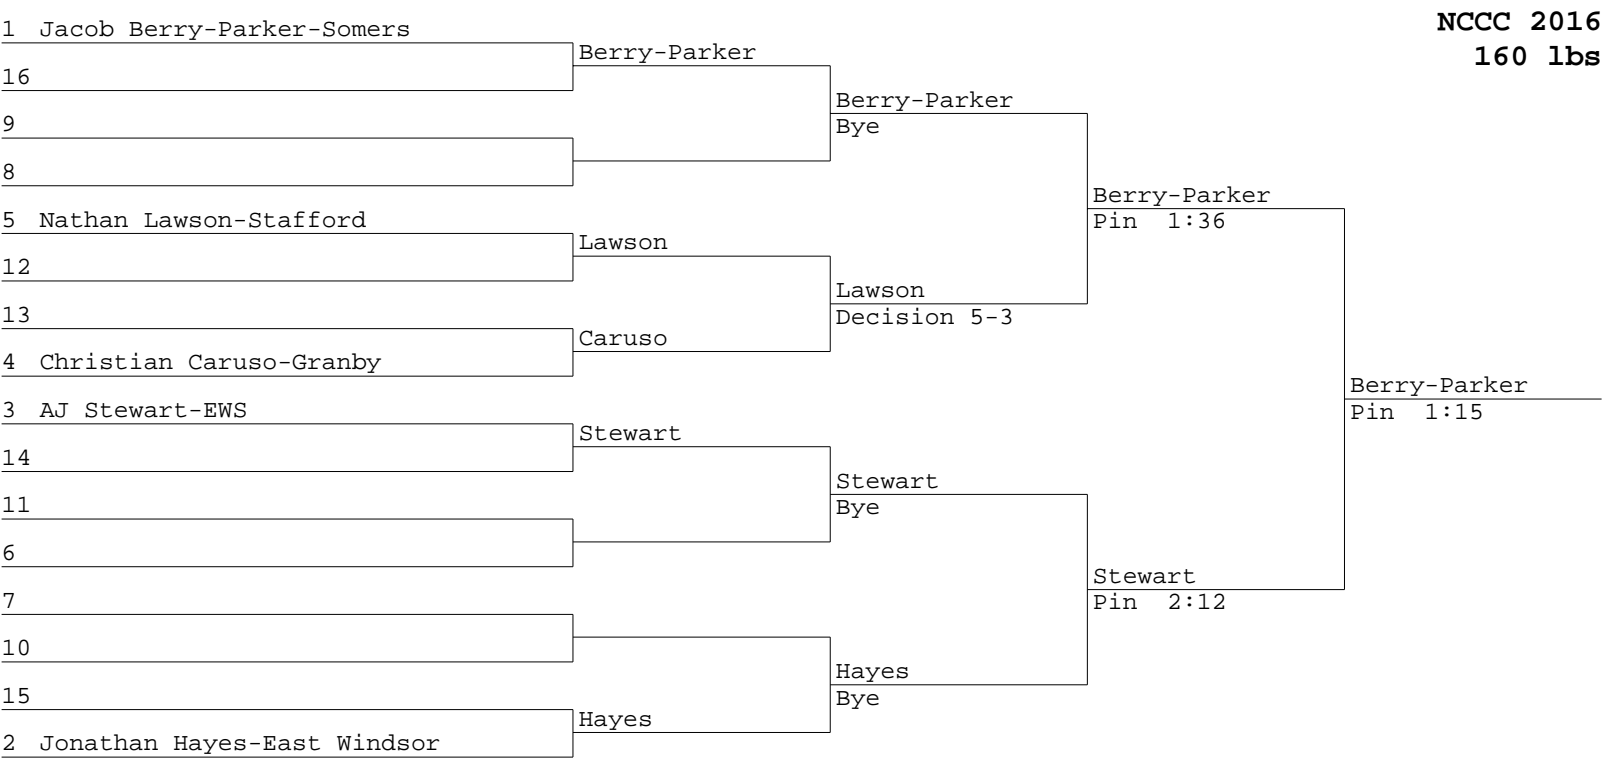 NCCC 2016
160 lbs
1 Jacob Berry-Parker-Somers
Berry-Parker
16
Berry-Parker
9
Bye
8
Berry-Parker
5 Nathan Lawson-Stafford
Pin 1:36
Lawson
12
Lawson
13
Decision 5-3
Caruso
4 Christian Caruso-Granby
Berry-Parker
3 AJ Stewart-EWS
Pin 1:15
Stewart
14
Stewart
11
Bye
6
Stewart
7
Pin 2:12
10
Hayes
15
Bye
Hayes
2 Jonathan Hayes-East Windsor